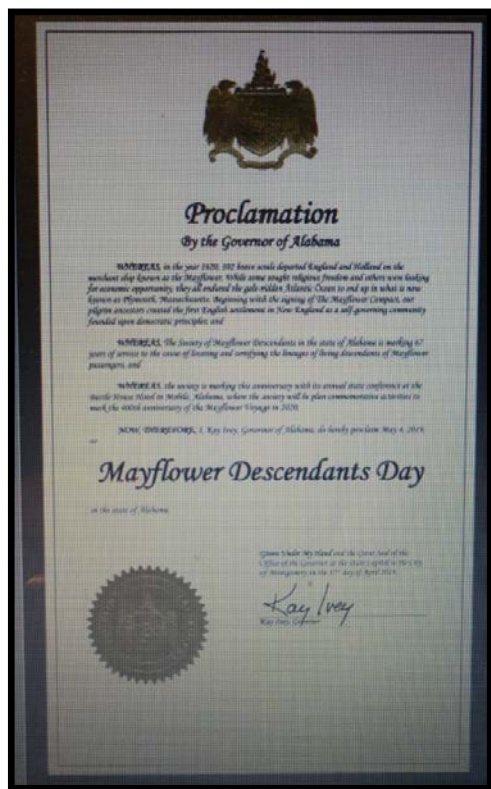 Proclamation
By the Governor of Alabama
WHEREAS, in the year 1620, 102 brave souls departed England and Holland on the
merchant ship known as the Mayflower. While some sought religious freedom and others were looking
for economic opportunity, they all endured the gale-ridden Atlantic Ocean to end up in what is now
known as Plymouth, Massachusetts. Beginning with the signing of The Mayflower Compact, our
pilgrim ancestors created the first English settlement in New England as a self-governing community
founded upon democratic principles; and
WHEREAS, The Society of Mayflower Descendants in the state of Alabama is marking 67
years of service to the cause of locating and certifying the lineages of living descendants of Mayflower
passengers; and
WHEREAS, the society is marking this anniversary with its annual state conference at the
Battle House Hotel in Mobile, Alabama, where the society will be plan commemorative activities to
mark the 400th anniversary of the Mayflower Voyage in 2020;
NOW, THEREFORE, I, Kay Ivey, Governor of Alabama, do hereby proclaim May 4, 2019,
as
Mayflower Descendants Day
in the state of Alabama.
Given Under My Hand and the Great Seal of the
Office of the Governor at the State Capitol in the City
of Montgomery on the 17th day of April 2019.
Kay Ivey
Kay Ivey, Governor